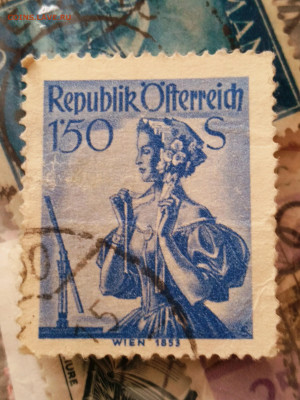 Republik Öſterreich
1'50 S
WIEN 1853